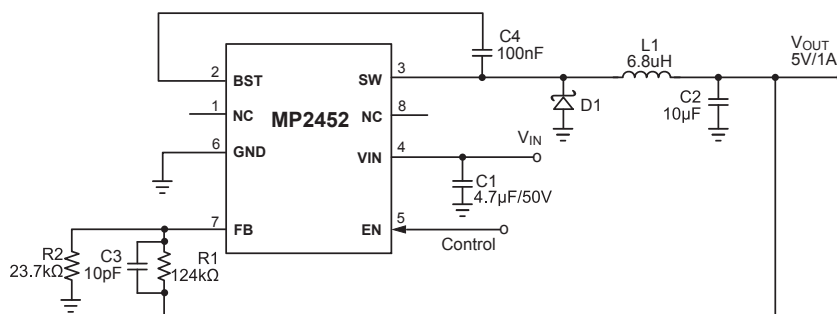 C4
100nF
L1
6.8uH
VOUT
5V/1A
2
BST
SW
3
1
NC
MP2452
NC
8
D1
C2
10µF
6
GND
VIN
4
VIN
C1
4.7µF/50V
7
FB
EN
5
Control
R2
23.7kΩ
C3
10pF
R1
124kΩ